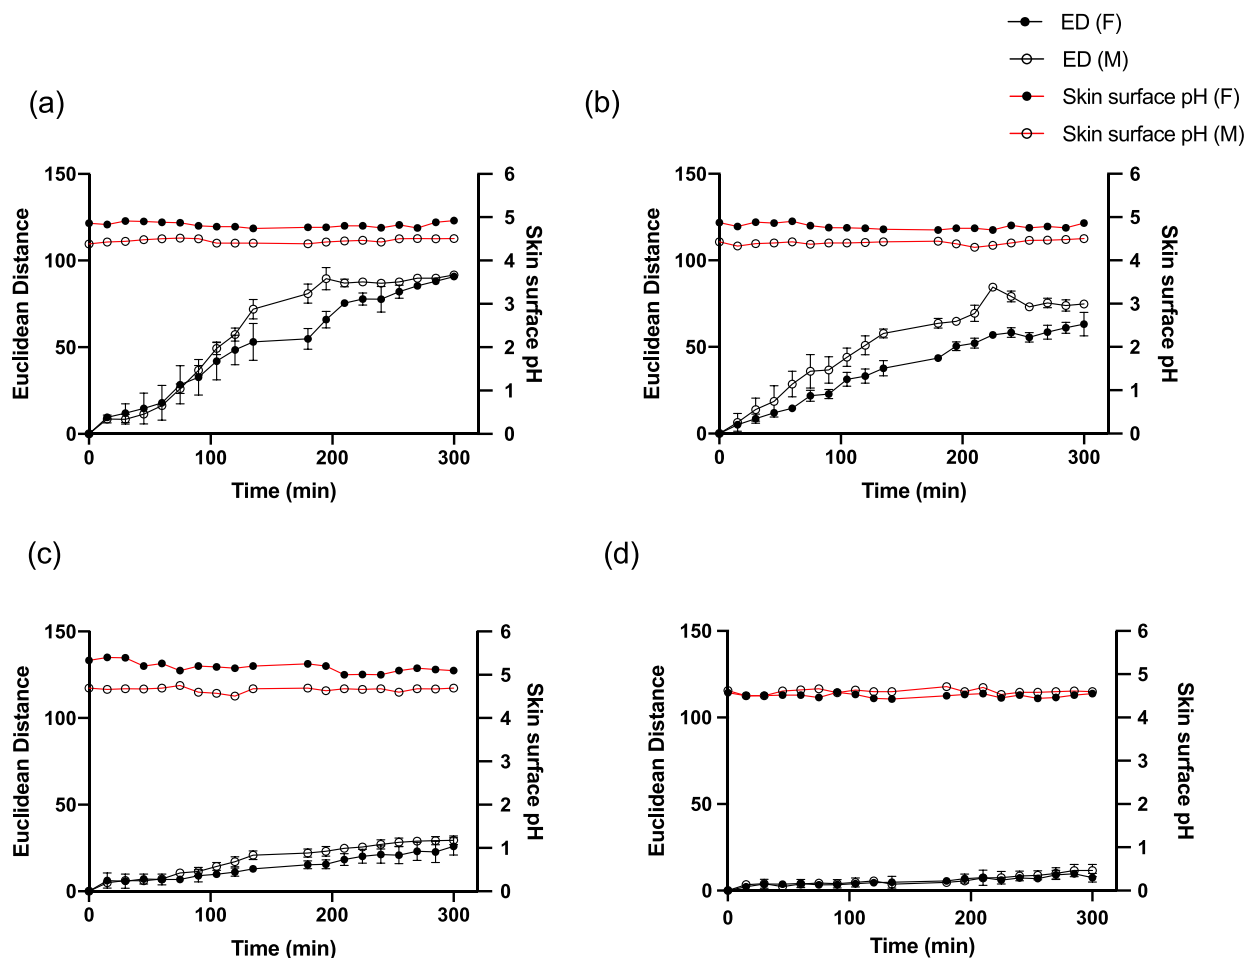 ED (F)
ED (M)
Skin surface pH (F)
Skin surface pH (M)
(a)
150
100
50
0
Euclidean Distance
6
5
4
3
2
1
0
Skin surface pH
0 100 200 300
Time (min)
(b)
150
100
50
0
Euclidean Distance
6
5
4
3
2
1
0
Skin surface pH
0 100 200 300
Time (min)
(c)
150
100
50
0
Euclidean Distance
6
5
4
3
2
1
0
Skin surface pH
0 100 200 300
Time (min)
(d)
150
100
50
0
Euclidean Distance
6
5
4
3
2
1
0
Skin surface pH
0 100 200 300
Time (min)